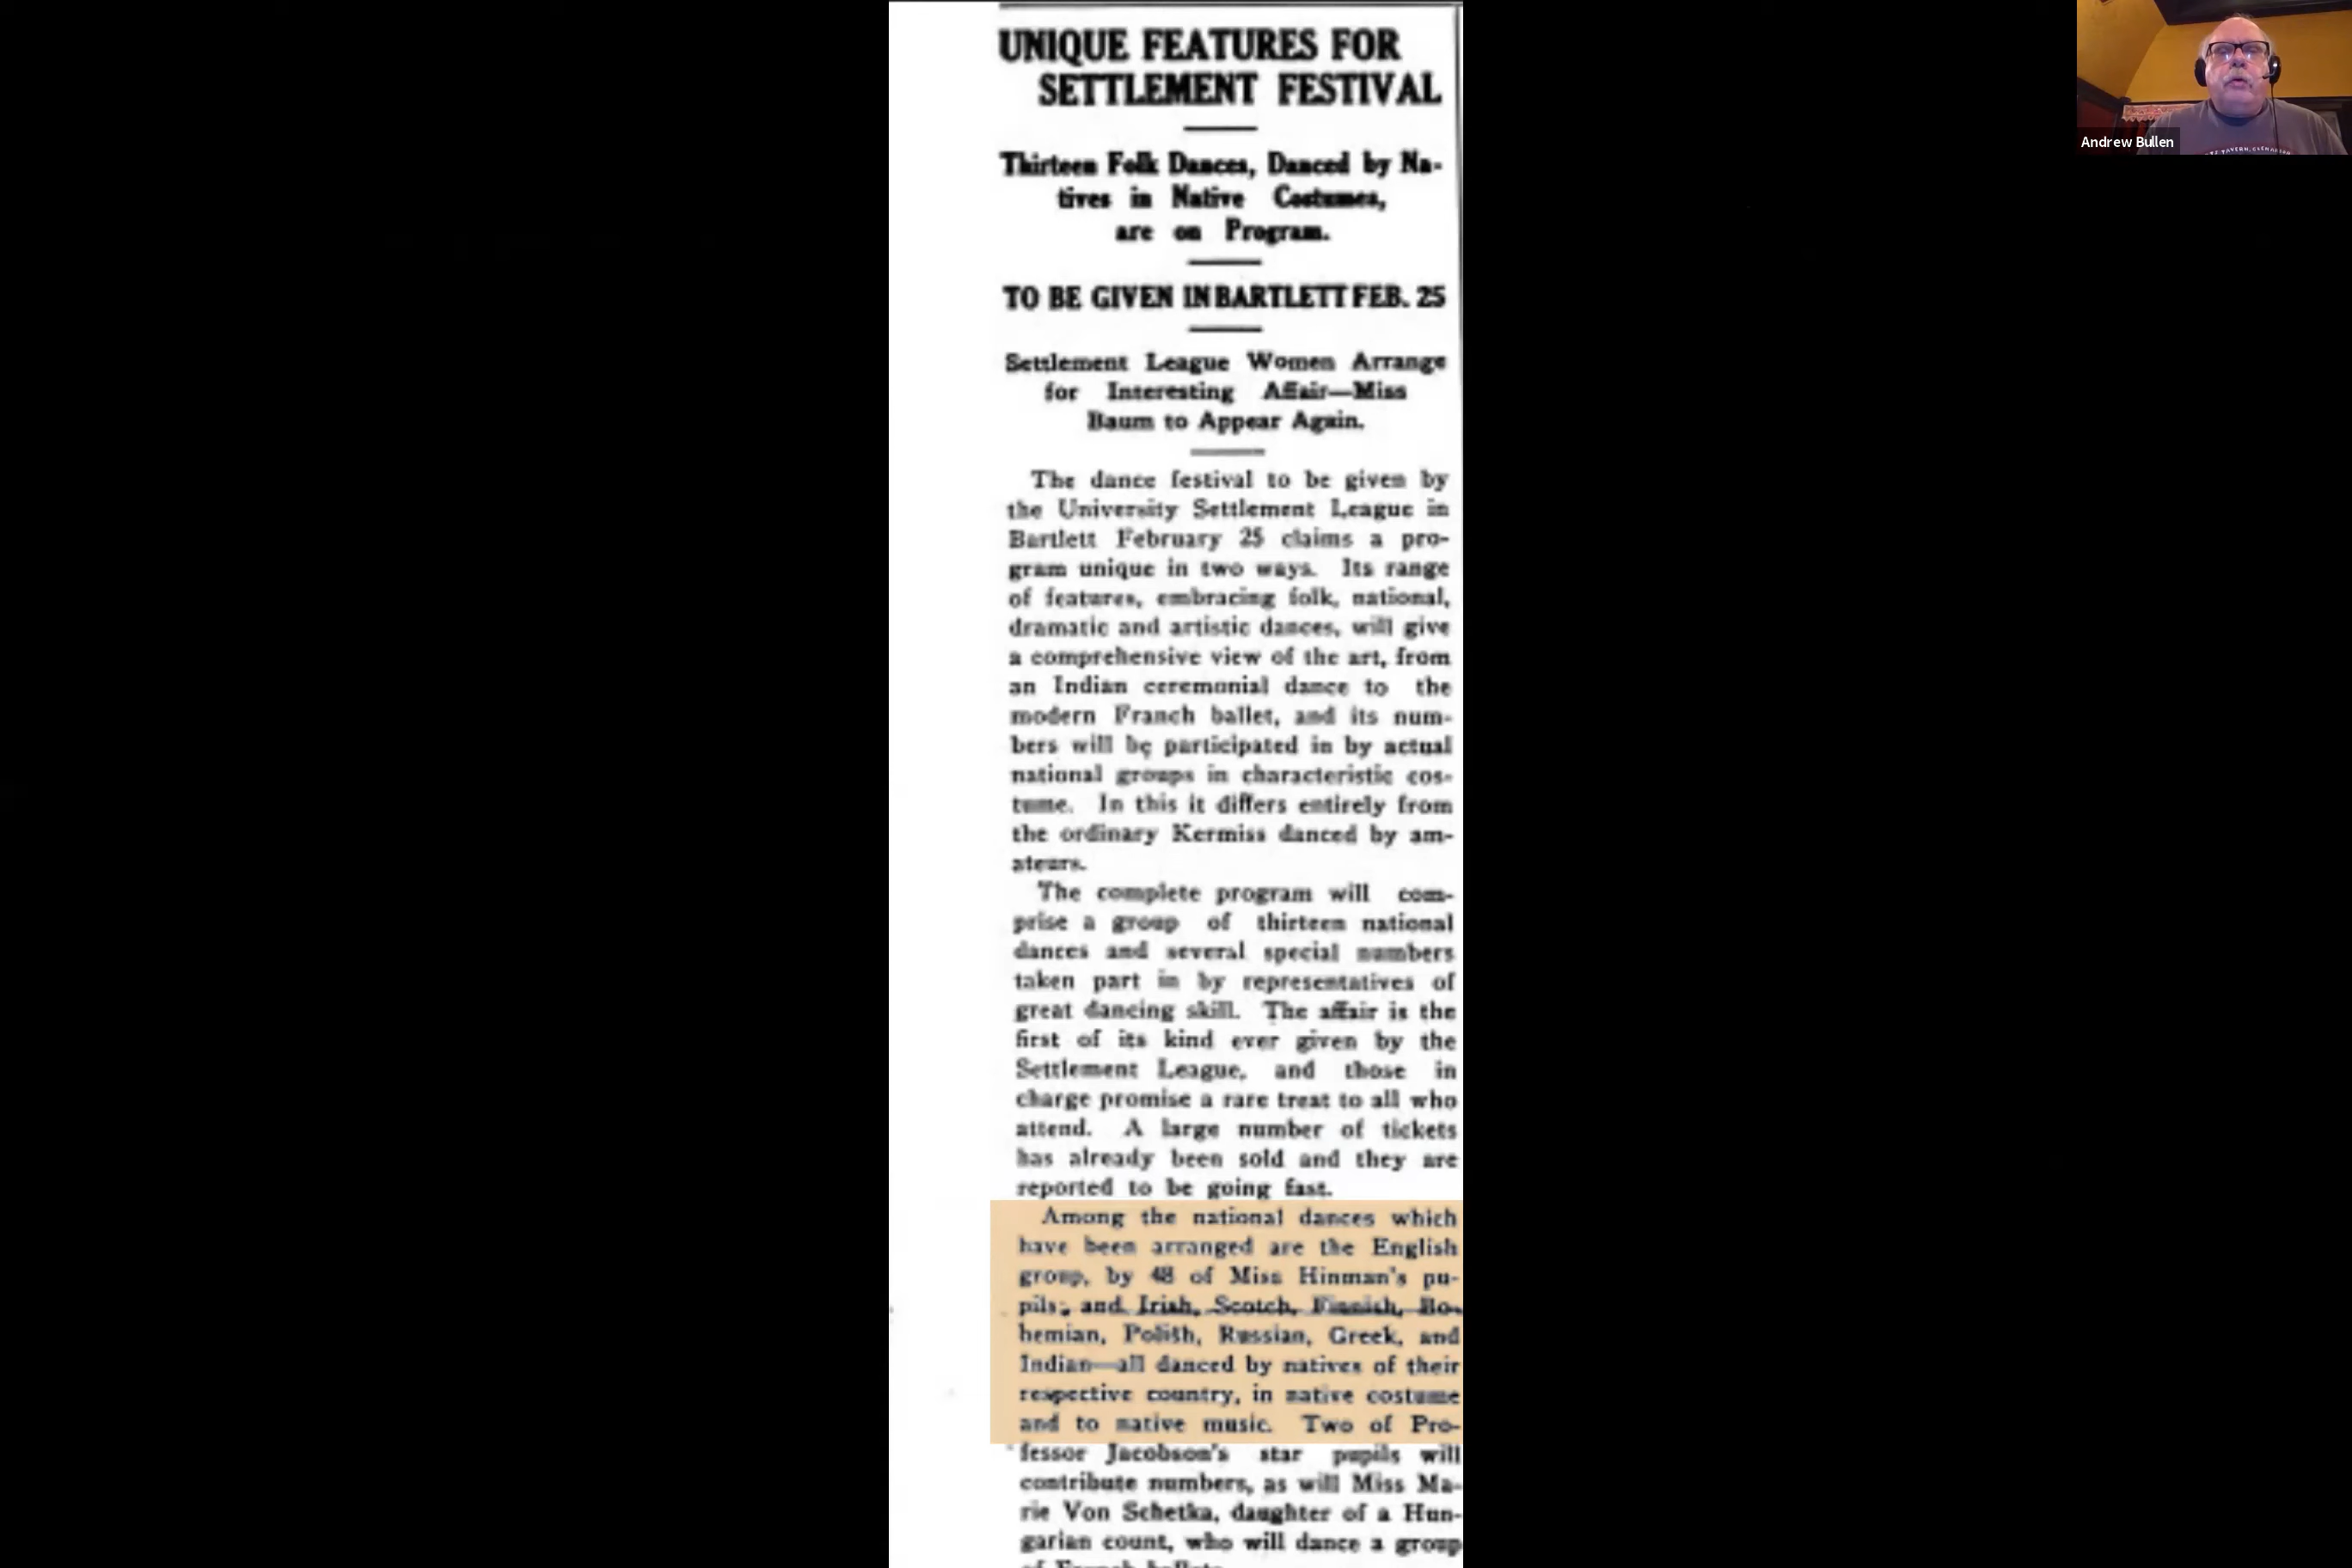 UNIQUE FEATURES FOR
SETTLEMENT FESTIVAL
Thirteen Folk Dances, Danced by Na-
tives in Native Costumes,
are on Program.
TO BE GIVEN IN BARTLETT FEB. 25
Settlement League Women Arrange
for Interesting Affair—Miss
Baum to Appear Again.
The dance festival to be given by
the University Settlement League in
Bartlett February 25 claims a pro-
gram unique in two ways. Its range
of features, embracing folk, national,
dramatic and artistic dances, will give
a comprehensive view of the art, from
an Indian ceremonial dance to the
modern Franch ballet, and its num-
bers will be participated in by actual
national groups in characteristic cos-
tume. In this it differs entirely from
the ordinary Kermiss danced by am-
ateurs.
The complete program will com-
prise a group of thirteen national
dances and several special numbers
taken part in by representatives of
great dancing skill. The affair is the
first of its kind ever given by the
Settlement League, and those in
charge promise a rare treat to all who
attend. A large number of tickets
has already been sold and they are
reported to be going fast.
Among the national dances which
have been arranged are the English
group, by 48 of Miss Hinman's pu-
pils; and Irish, Scotch, Finnish, Bo-
hemian, Polish, Russian, Greek, and
Indian—all danced by natives of their
respective country, in native costume
and to native music. Two of Pro-
fessor Jacobson's star pupils will
contribute numbers, as will Miss Ma-
rie Von Schetka, daughter of a Hun-
garian count, who will dance a group
Andrew Bullen